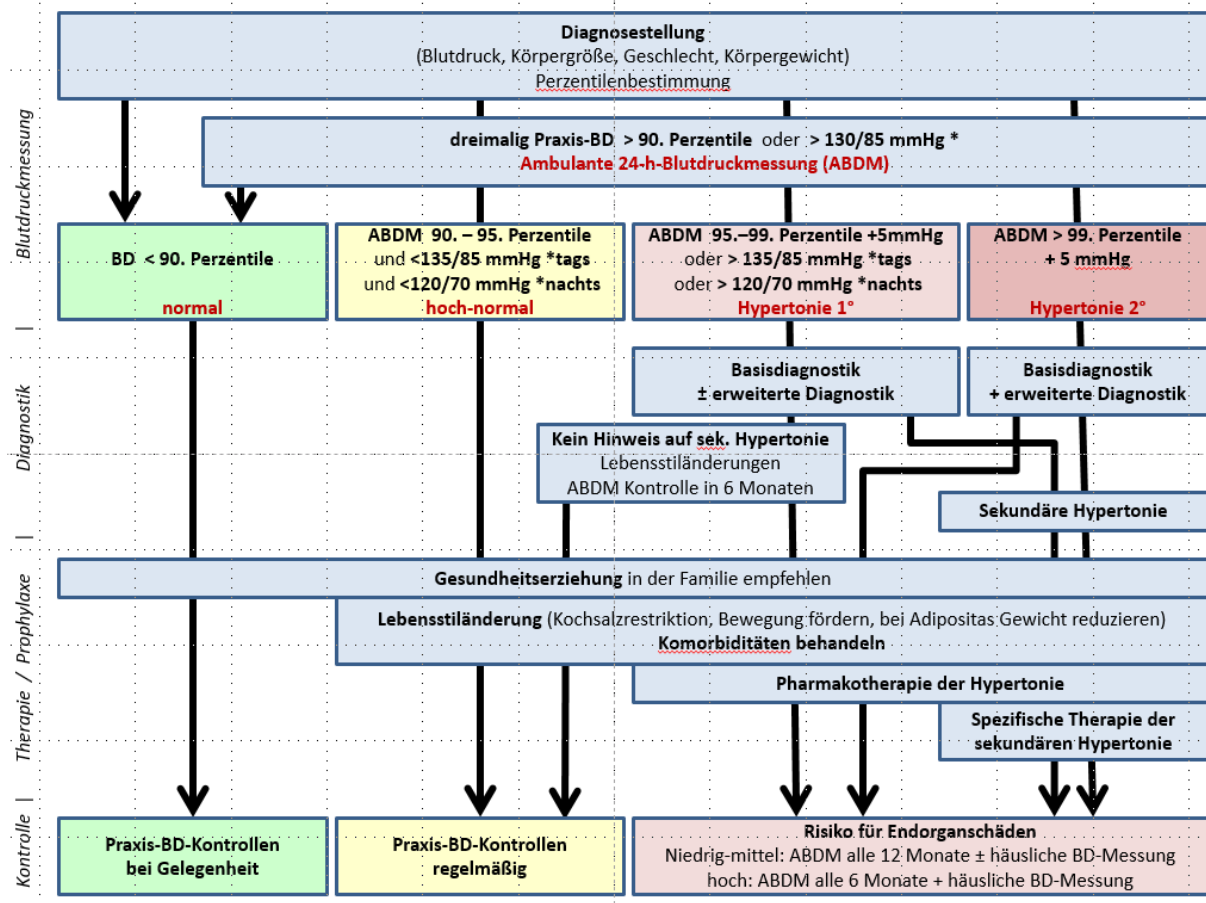 Diagnosestellung
(Blutdruck, Körpergröße, Geschlecht, Körpergewicht)
Perzentilenbestimmung
Blutdruckmessung
dreimalig Praxis-BD > 90. Perzentile oder > 130/85 mmHg *
Ambulante 24-h-Blutdruckmessung (ABDM)
BD < 90. Perzentile
normal
ABDM 90. – 95. Perzentile
und <135/85 mmHg *tags
und <120/70 mmHg *nachts
hoch-normal
ABDM 95.–99. Perzentile +5mmHg
oder > 135/85 mmHg *tags
oder > 120/70 mmHg *nachts
Hypertonie 1°
ABDM > 99. Perzentile
+ 5 mmHg
Hypertonie 2°
|
Diagnostik
Basisdiagnostik
± erweiterte Diagnostik
Basisdiagnostik
+ erweiterte Diagnostik
Kein Hinweis auf sek. Hypertonie
Lebensstiländerungen
ABDM Kontrolle in 6 Monaten
Sekundäre Hypertonie
|
Therapie / Prophylaxe
Gesundheitserziehung in der Familie empfehlen
Lebensstiländerung (Kochsalzrestriktion, Bewegung fördern, bei Adipositas Gewicht reduzieren)
Komorbiditäten behandeln
Pharmakotherapie der Hypertonie
Spezifische Therapie der
sekundären Hypertonie
|
Kontrolle
Praxis-BD-Kontrollen
bei Gelegenheit
Praxis-BD-Kontrollen
regelmäßig
Risiko für Endorganschäden
Niedrig-mittel: ABDM alle 12 Monate ± häusliche BD-Messung
hoch: ABDM alle 6 Monate + häusliche BD-Messung